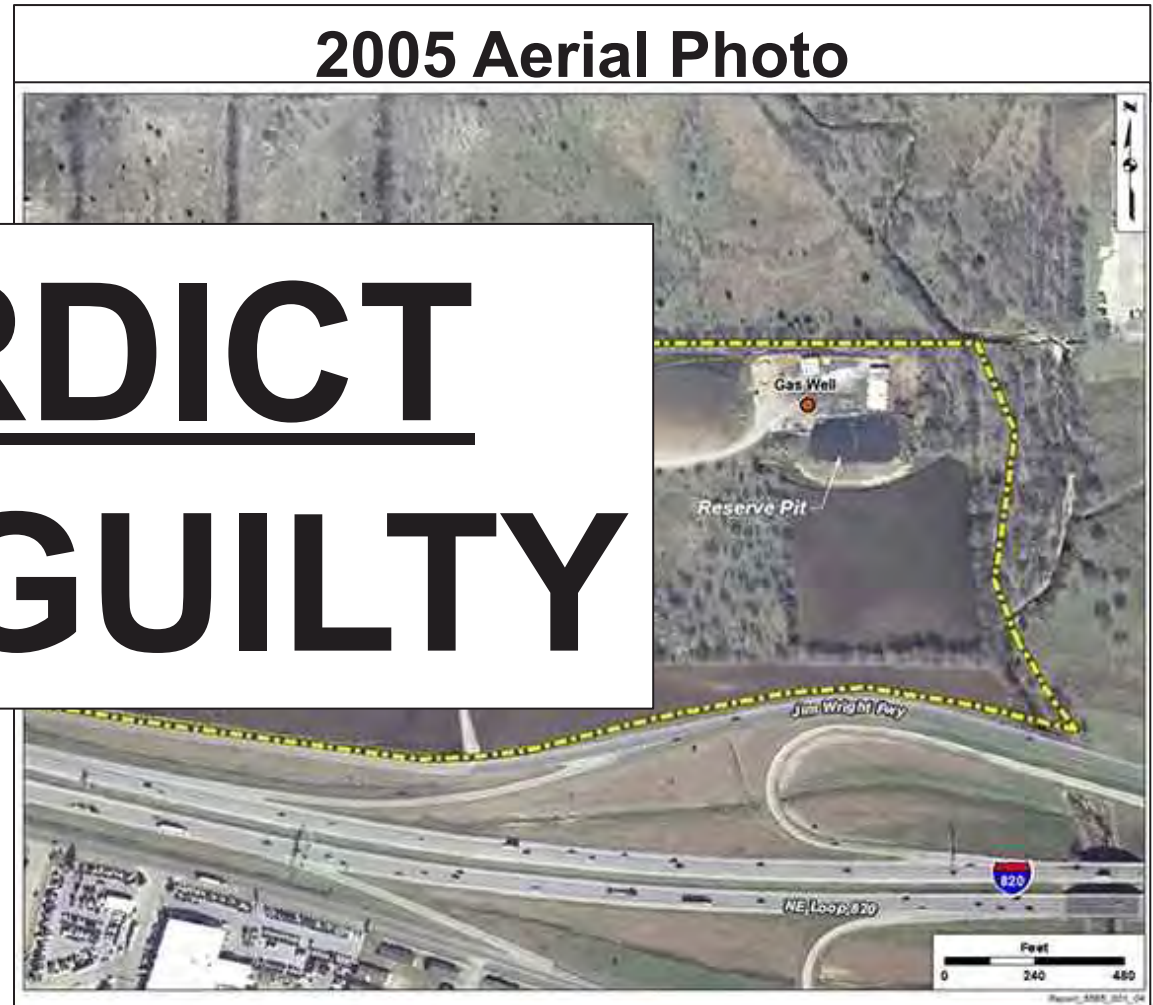 2005 Aerial Photo
N
RDICT
GUILTY
Gas Well
Reserve Pit
Jim Wright Fwy
820
NE Loop 820
Feet
0 240 480